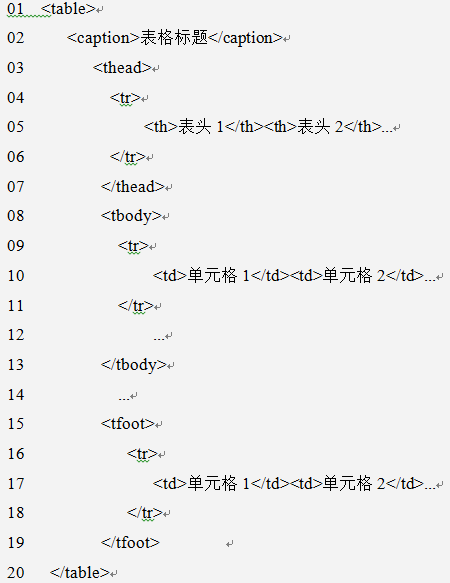 01 <table>
02 <caption>表格标题</caption>
03 <thead>
04 <tr>
05 <th>表头 1</th><th>表头 2</th>...
06 </tr>
07 </thead>
08 <tbody>
09 <tr>
10 <td>单元格 1</td><td>单元格 2</td>...
11 </tr>
12 ...
13 </tbody>
14 ...
15 <tfoot>
16 <tr>
17 <td>单元格 1</td><td>单元格 2</td>...
18 </tr>
19 </tfoot>
20 </table>